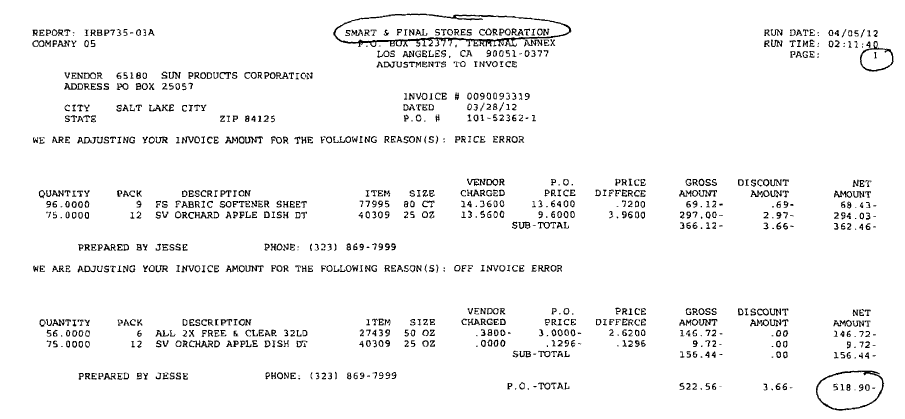 REPORT: IRBP735-03A SMART & FINAL STORES CORPORATION RUN DATE: 04/05/12
COMPANY 05 P.O. BOX 512377, TERMINAL ANNEX RUN TIME: 02:11:40
LOS ANGELES, CA 90051-0377 PAGE: 1
ADJUSTMENTS TO INVOICE
VENDOR 65180 SUN PRODUCTS CORPORATION
ADDRESS PO BOX 25057
INVOICE # 0090093319
CITY SALT LAKE CITY DATED 03/28/12
STATE ZIP 84125 P.O. # 101-52362-1
WE ARE ADJUSTING YOUR INVOICE AMOUNT FOR THE FOLLOWING REASON(S): PRICE ERROR
VENDOR P.O. PRICE GROSS DISCOUNT NET
QUANTITY PACK DESCRIPTION ITEM SIZE CHARGED PRICE DIFFERCE AMOUNT AMOUNT AMOUNT
96.0000 9 FS FABRIC SOFTENER SHEET 77995 80 CT 14.3600 13.6400 .7200 69.12- .69- 68.43-
75.0000 12 SV ORCHARD APPLE DISH DT 40309 25 OZ 13.5600 9.6000 3.9600 297.00- 2.97- 294.03-
SUB-TOTAL 366.12- 3.66- 362.46-
PREPARED BY JESSE PHONE: (323) 869-7999
WE ARE ADJUSTING YOUR INVOICE AMOUNT FOR THE FOLLOWING REASON(S): OFF INVOICE ERROR
VENDOR P.O. PRICE GROSS DISCOUNT NET
QUANTITY PACK DESCRIPTION ITEM SIZE CHARGED PRICE DIFFERCE AMOUNT AMOUNT AMOUNT
56.0000 6 ALL 2X FREE & CLEAR 32LD 27439 50 OZ .3800- 3.0000- 2.6200 146.72- .00 146.72-
75.0000 12 SV ORCHARD APPLE DISH DT 40309 25 OZ .0000 .1296- .1296 9.72- .00 9.72-
SUB-TOTAL 156.44- .00 156.44-
PREPARED BY JESSE PHONE: (323) 869-7999
P.O.-TOTAL 522.56- 3.66- 518.90-